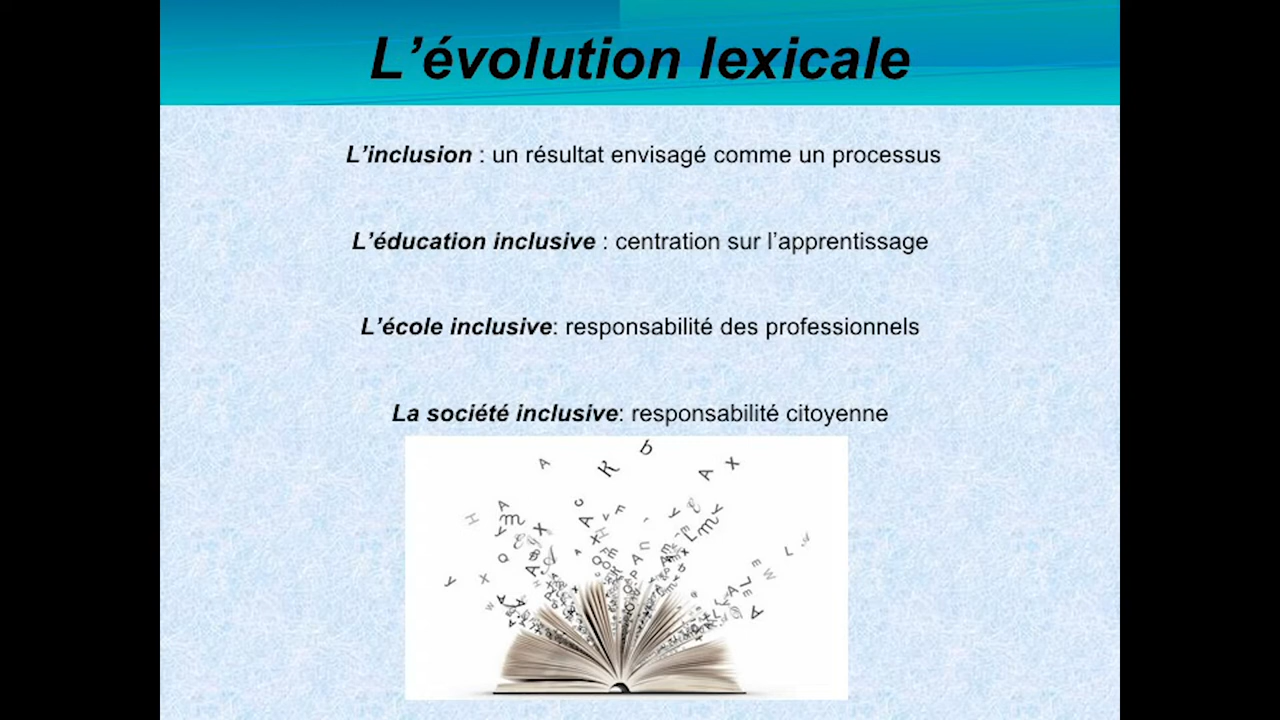 L’évolution lexicale
L’inclusion : un résultat envisagé comme un processus
L’éducation inclusive : centration sur l’apprentissage
L’école inclusive: responsabilité des professionnels
La société inclusive: responsabilité citoyenne